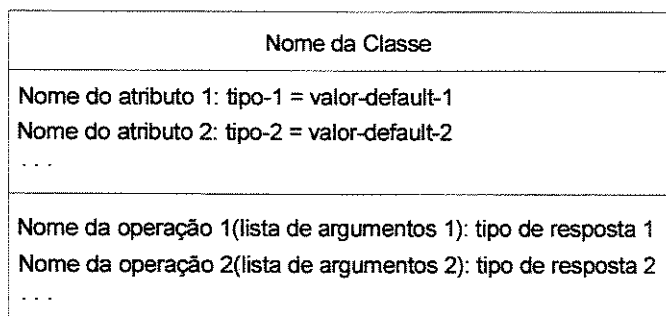 Nome da Classe
Nome do atributo 1: tipo-1 = valor-default-1
Nome do atributo 2: tipo-2 = valor-default-2
. . .
Nome da operação 1(lista de argumentos 1): tipo de resposta 1
Nome da operação 2(lista de argumentos 2): tipo de resposta 2
. . .